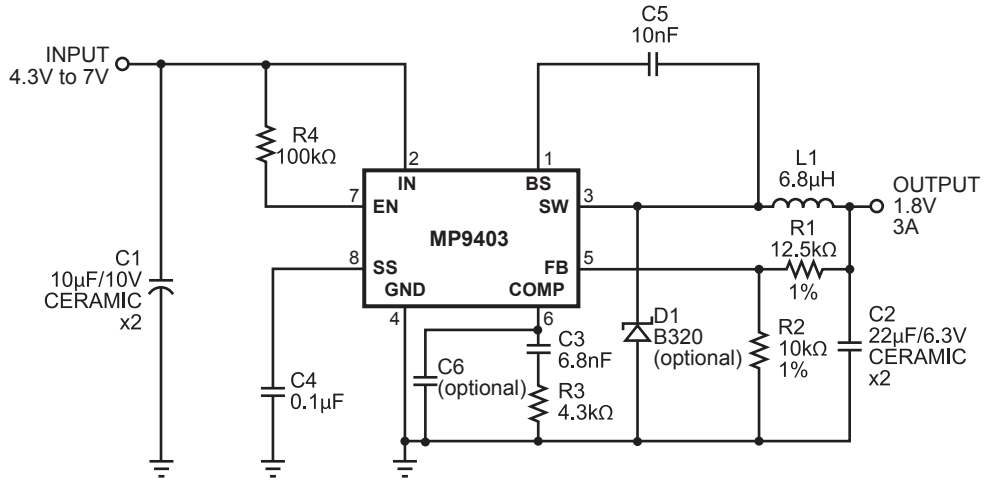 INPUT
4.3V to 7V
C5
10nF
R4
100kΩ
2
1
L1
6.8µH
IN
BS
7
EN
SW
3
OUTPUT
1.8V
3A
MP9403
R1
12.5kΩ
1%
C1
10µF/10V
CERAMIC
x2
8
SS
FB
5
GND
COMP
4
6
D1
B320
(optional)
R2
10kΩ
1%
C2
22µF/6.3V
CERAMIC
x2
C3
6.8nF
C6
(optional)
C4
0.1µF
R3
4.3kΩ